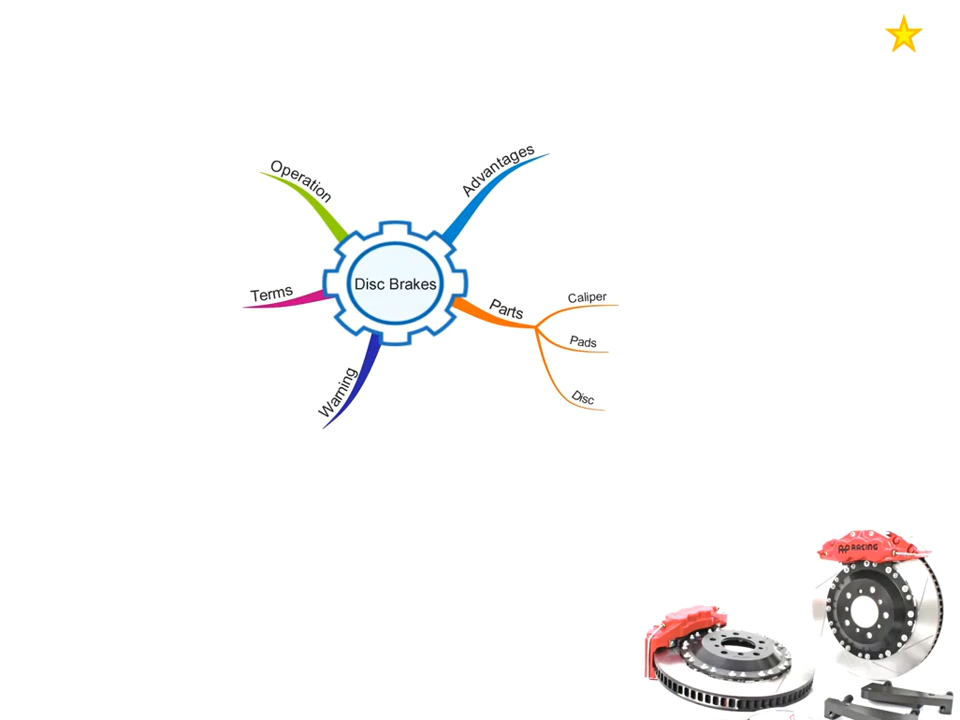 Operation
Advantages
Disc Brakes
Terms
Parts
Caliper
Pads
Disc
Warning
AP RACING